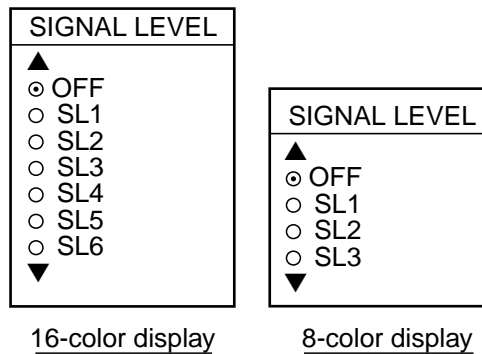 SIGNAL LEVEL
OFF
SL1
SL2
SL3
SL4
SL5
SL6
16-color display
SIGNAL LEVEL
OFF
SL1
SL2
SL3
8-color display